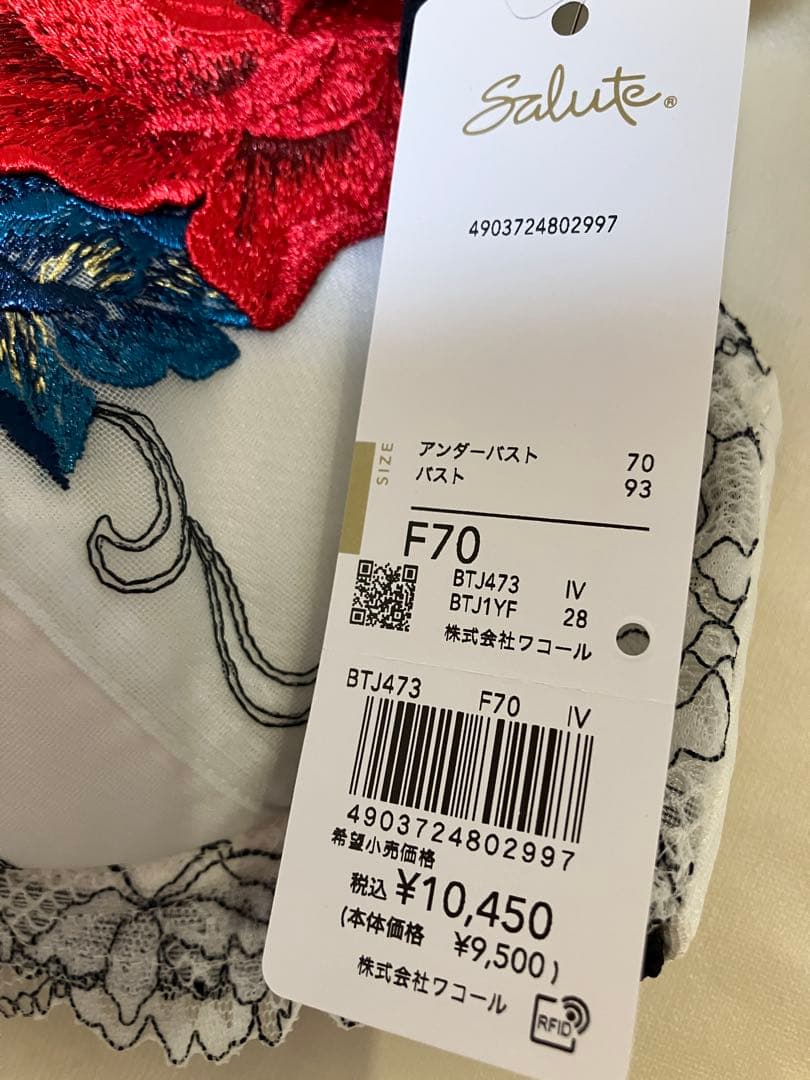 Salute®
4903724802997
SIZE
アンダーバスト 70
バスト 93
F70
BTJ473 IV
BTJ1YF 28
株式会社ワコール
BTJ473 F70 IV
4903724802997
希望小売価格
税込 ¥10,450
(本体価格 ¥9,500)
株式会社ワコール
RFID